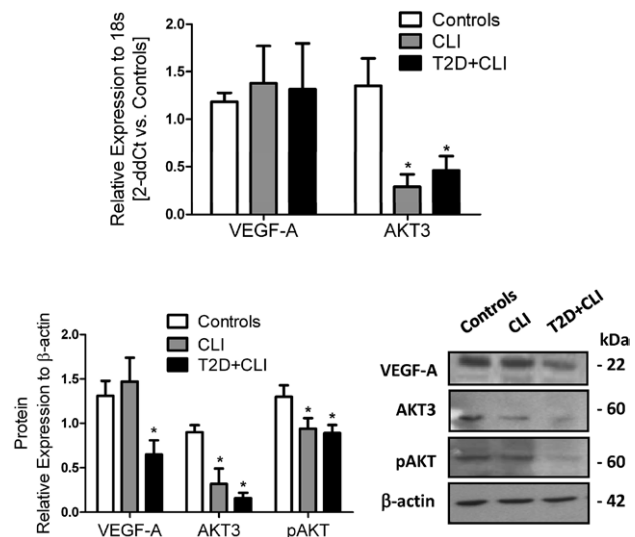 Relative Expression to 18s
[2-ddCt vs. Controls]
2.0
1.5
1.0
0.5
0.0
Controls
CLI
T2D+CLI
*
*
VEGF-A
AKT3
Protein
Relative Expression to β-actin
2.0
1.5
1.0
0.5
0.0
Controls
CLI
T2D+CLI
*
*
*
*
*
VEGF-A
AKT3
pAKT
Controls
CLI
T2D+CLI
kDa
VEGF-A
- 22
AKT3
- 60
pAKT
- 60
β-actin
- 42